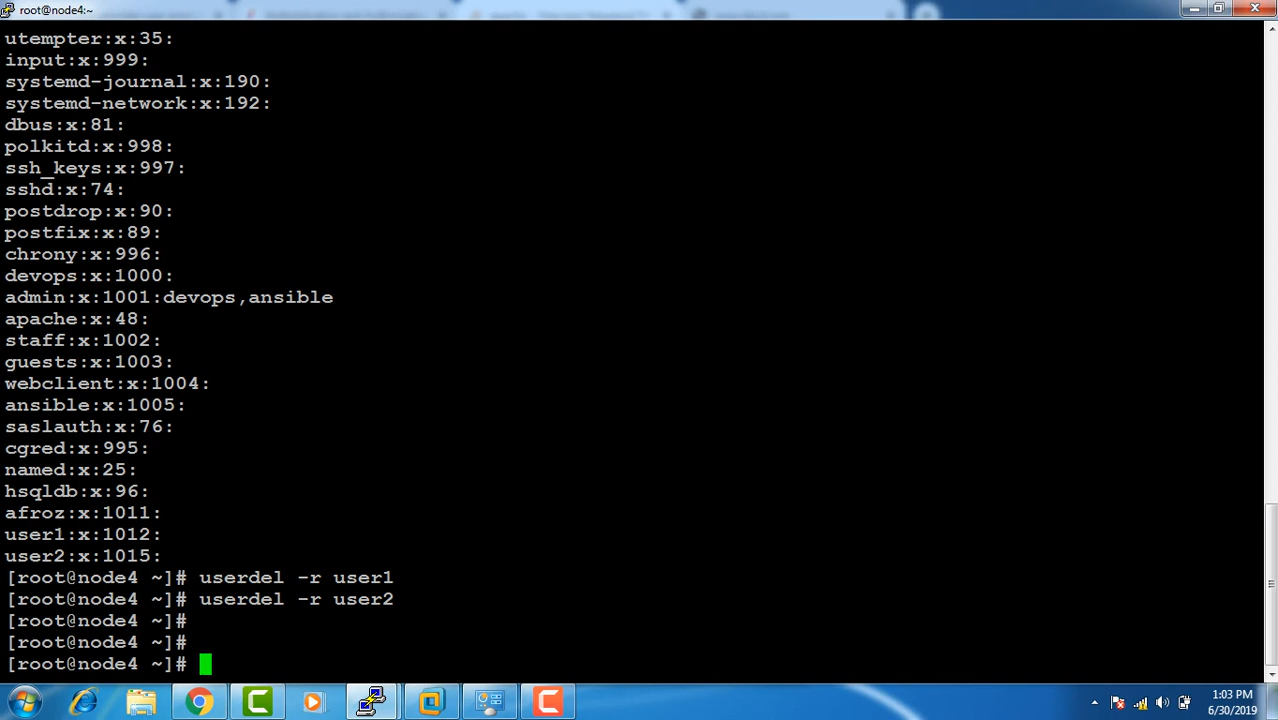 root@node4:~
utempter:x:35:
input:x:999:
systemd-journal:x:190:
systemd-network:x:192:
dbus:x:81:
polkitd:x:998:
ssh_keys:x:997:
sshd:x:74:
postdrop:x:90:
postfix:x:89:
chrony:x:996:
devops:x:1000:
admin:x:1001:devops,ansible
apache:x:48:
staff:x:1002:
guests:x:1003:
webclient:x:1004:
ansible:x:1005:
saslauth:x:76:
cgred:x:995:
named:x:25:
hsqldb:x:96:
afroz:x:1011:
user1:x:1012:
user2:x:1015:
[root@node4 ~]# userdel -r user1
[root@node4 ~]# userdel -r user2
[root@node4 ~]#
[root@node4 ~]#
[root@node4 ~]#
1:03 PM
6/30/2019